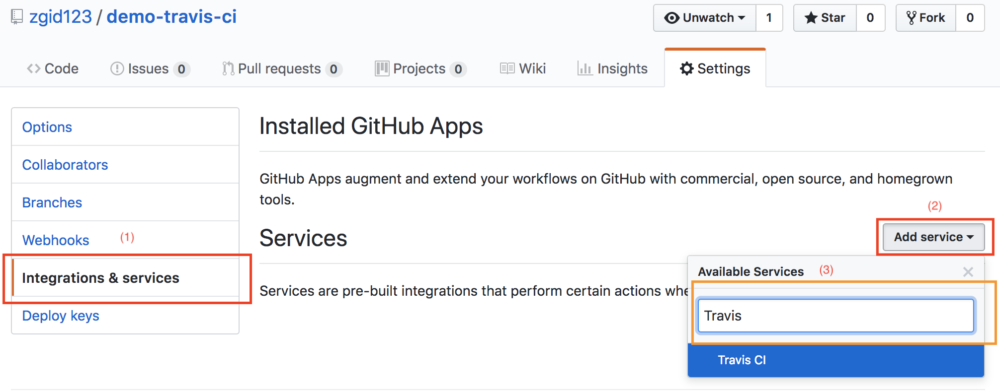 zgid123 / demo-travis-ci
Unwatch 1 Star 0 Fork 0
Code Issues 0 Pull requests 0 Projects 0 Wiki Insights Settings
Options
Collaborators
Branches
Webhooks (1)
Integrations & services
Deploy keys
Installed GitHub Apps
GitHub Apps augment and extend your workflows on GitHub with commercial, open source, and homegrown
tools.
(2)
Services
Add service
Services are pre-built integrations that perform certain actions whe
Available Services (3)
Travis
Travis CI